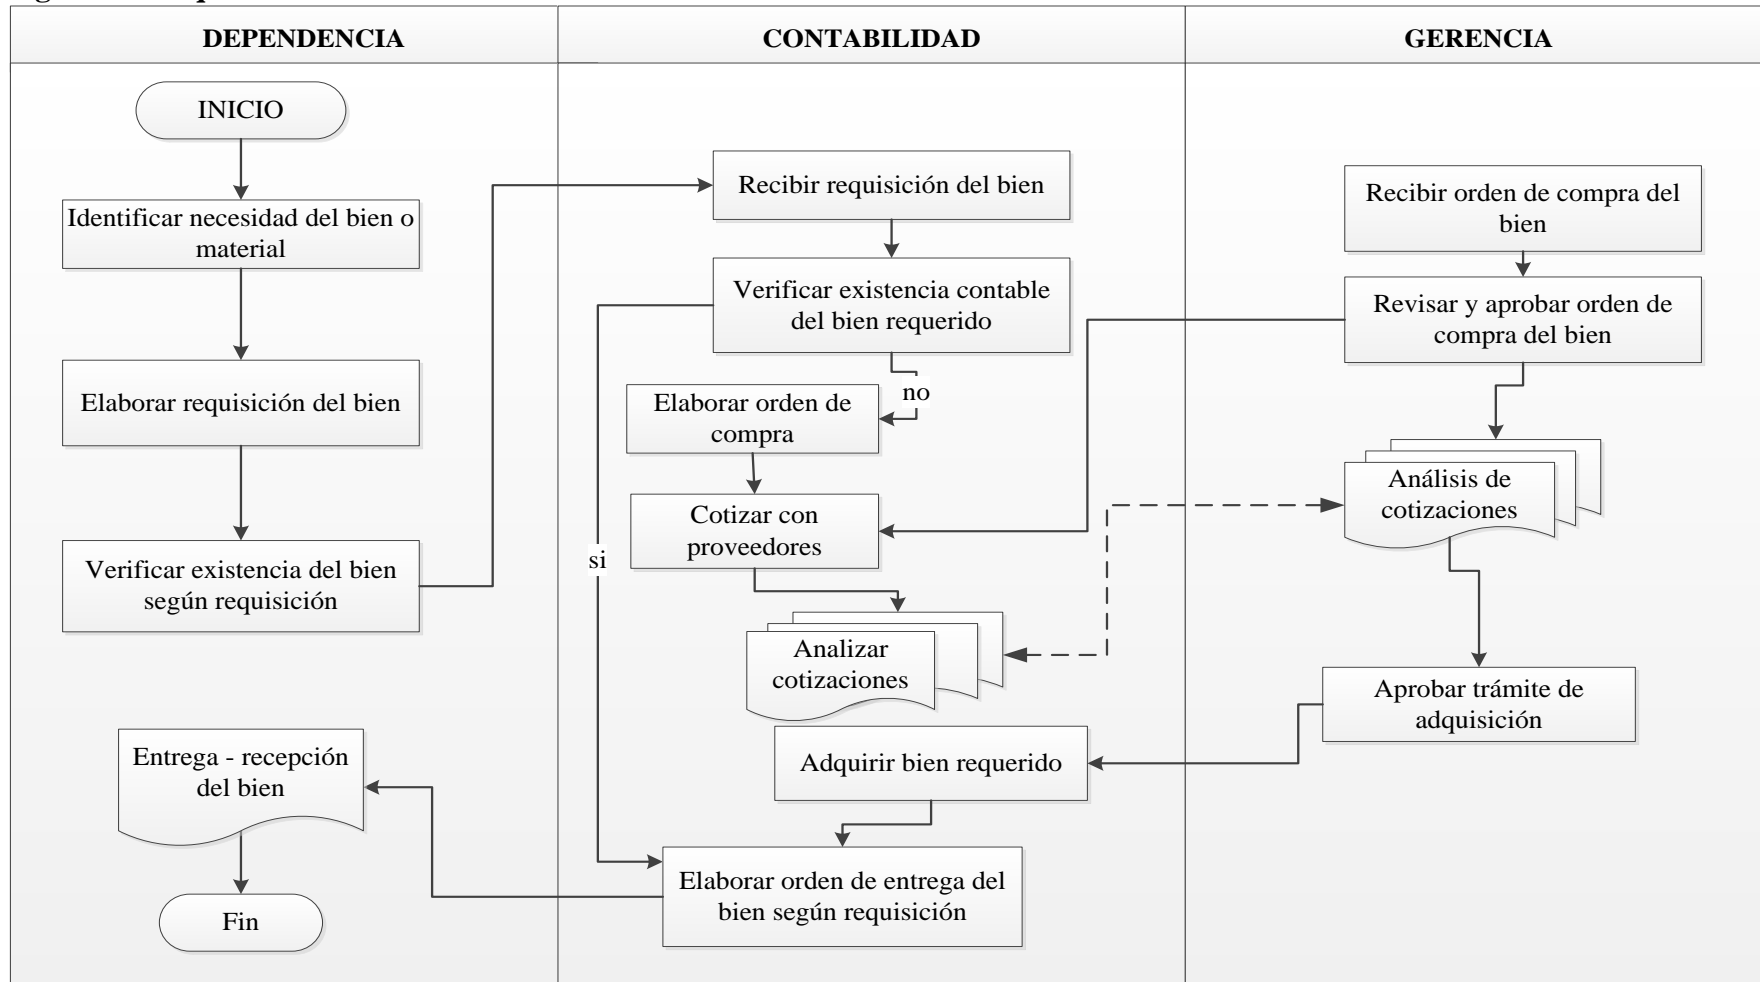 DEPENDENCIA
CONTABILIDAD
GERENCIA
INICIO
Identificar necesidad del bien o
material
Elaborar requisición del bien
Verificar existencia del bien
según requisición
Entrega - recepción
del bien
Fin
Recibir requisición del bien
Verificar existencia contable
del bien requerido
no
Elaborar orden de
compra
Cotizar con
proveedores
si
Analizar
cotizaciones
Adquirir bien requerido
Elaborar orden de entrega del
bien según requisición
Recibir orden de compra del
bien
Revisar y aprobar orden de
compra del bien
Análisis de
cotizaciones
Aprobar trámite de
adquisición